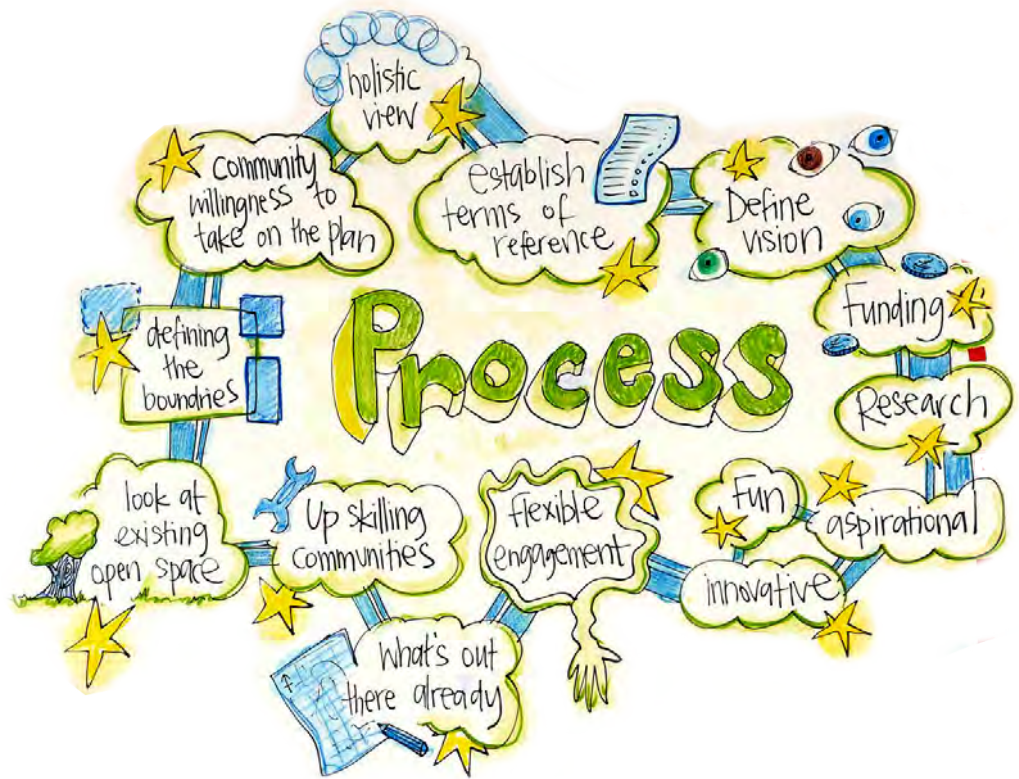 holistic
view
community
willingness to
take on the plan
establish
terms of
reference
Define
vision
Funding
Process
defining
the
boundries
Research
look at
existing
open space
Up skilling
communities
flexible
engagement
Fun
aspirational
innovative
What's out
there already